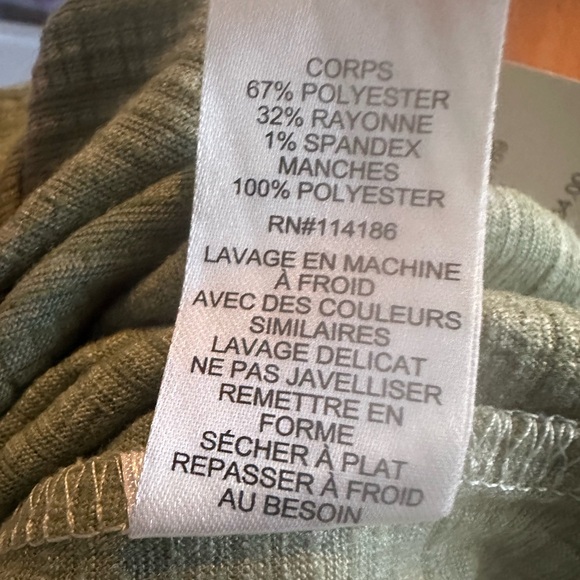 CORPS
67% POLYESTER
32% RAYONNE
1% SPANDEX
MANCHES
100% POLYESTER
RN#114186
LAVAGE EN MACHINE
À FROID
AVEC DES COULEURS
SIMILAIRES
LAVAGE DELICAT
NE PAS JAVELLISER
REMETTRE EN
FORME
SÉCHER À PLAT
REPASSER À FROID
AU BESOIN